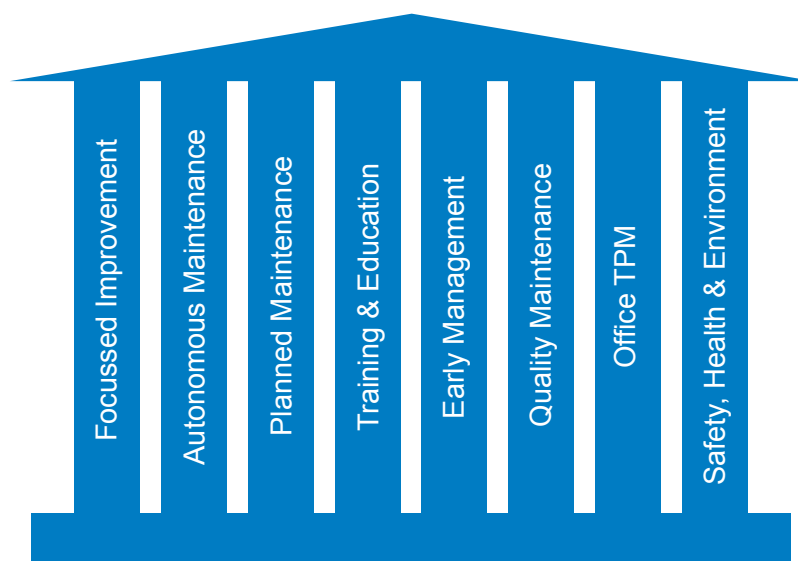 Focussed Improvement
Autonomous Maintenance
Planned Maintenance
Training & Education
Early Management
Quality Maintenance
Office TPM
Safety, Health & Environment